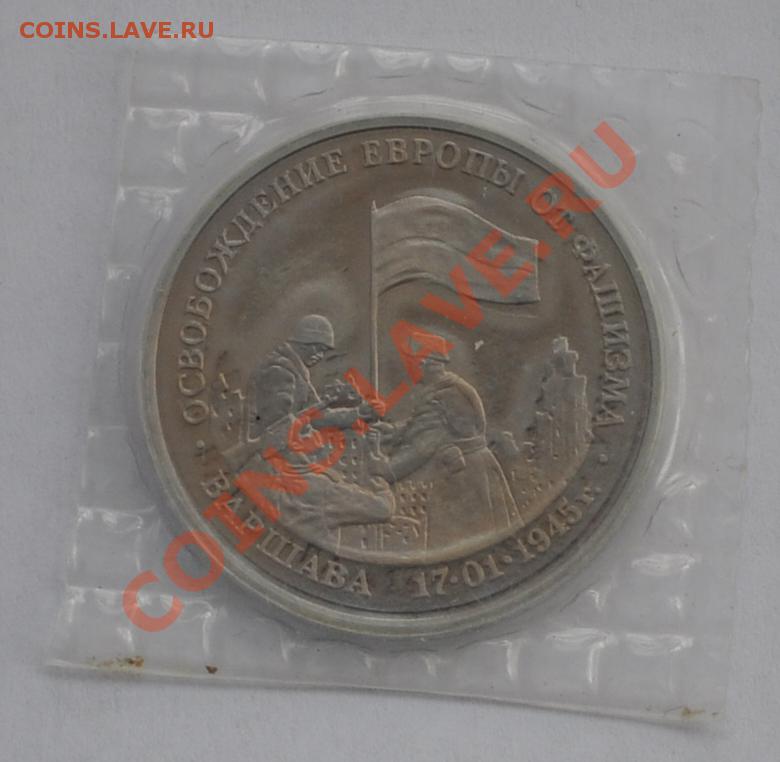 COINS.LAVE.RU
· ОСВОБОЖДЕНИЕ ЕВРОПЫ ОТ ФАШИЗМА ·
ВАРШАВА 17·01·1945 г.
COINS.LAVE.RU